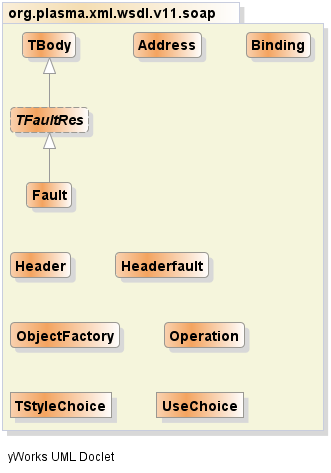 org.plasma.xml.wsdl.v11.soap
TBody
Address
Binding
TFaultRes
Fault
Header
Headerfault
ObjectFactory
Operation
TStyleChoice
UseChoice
yWorks UML Doclet